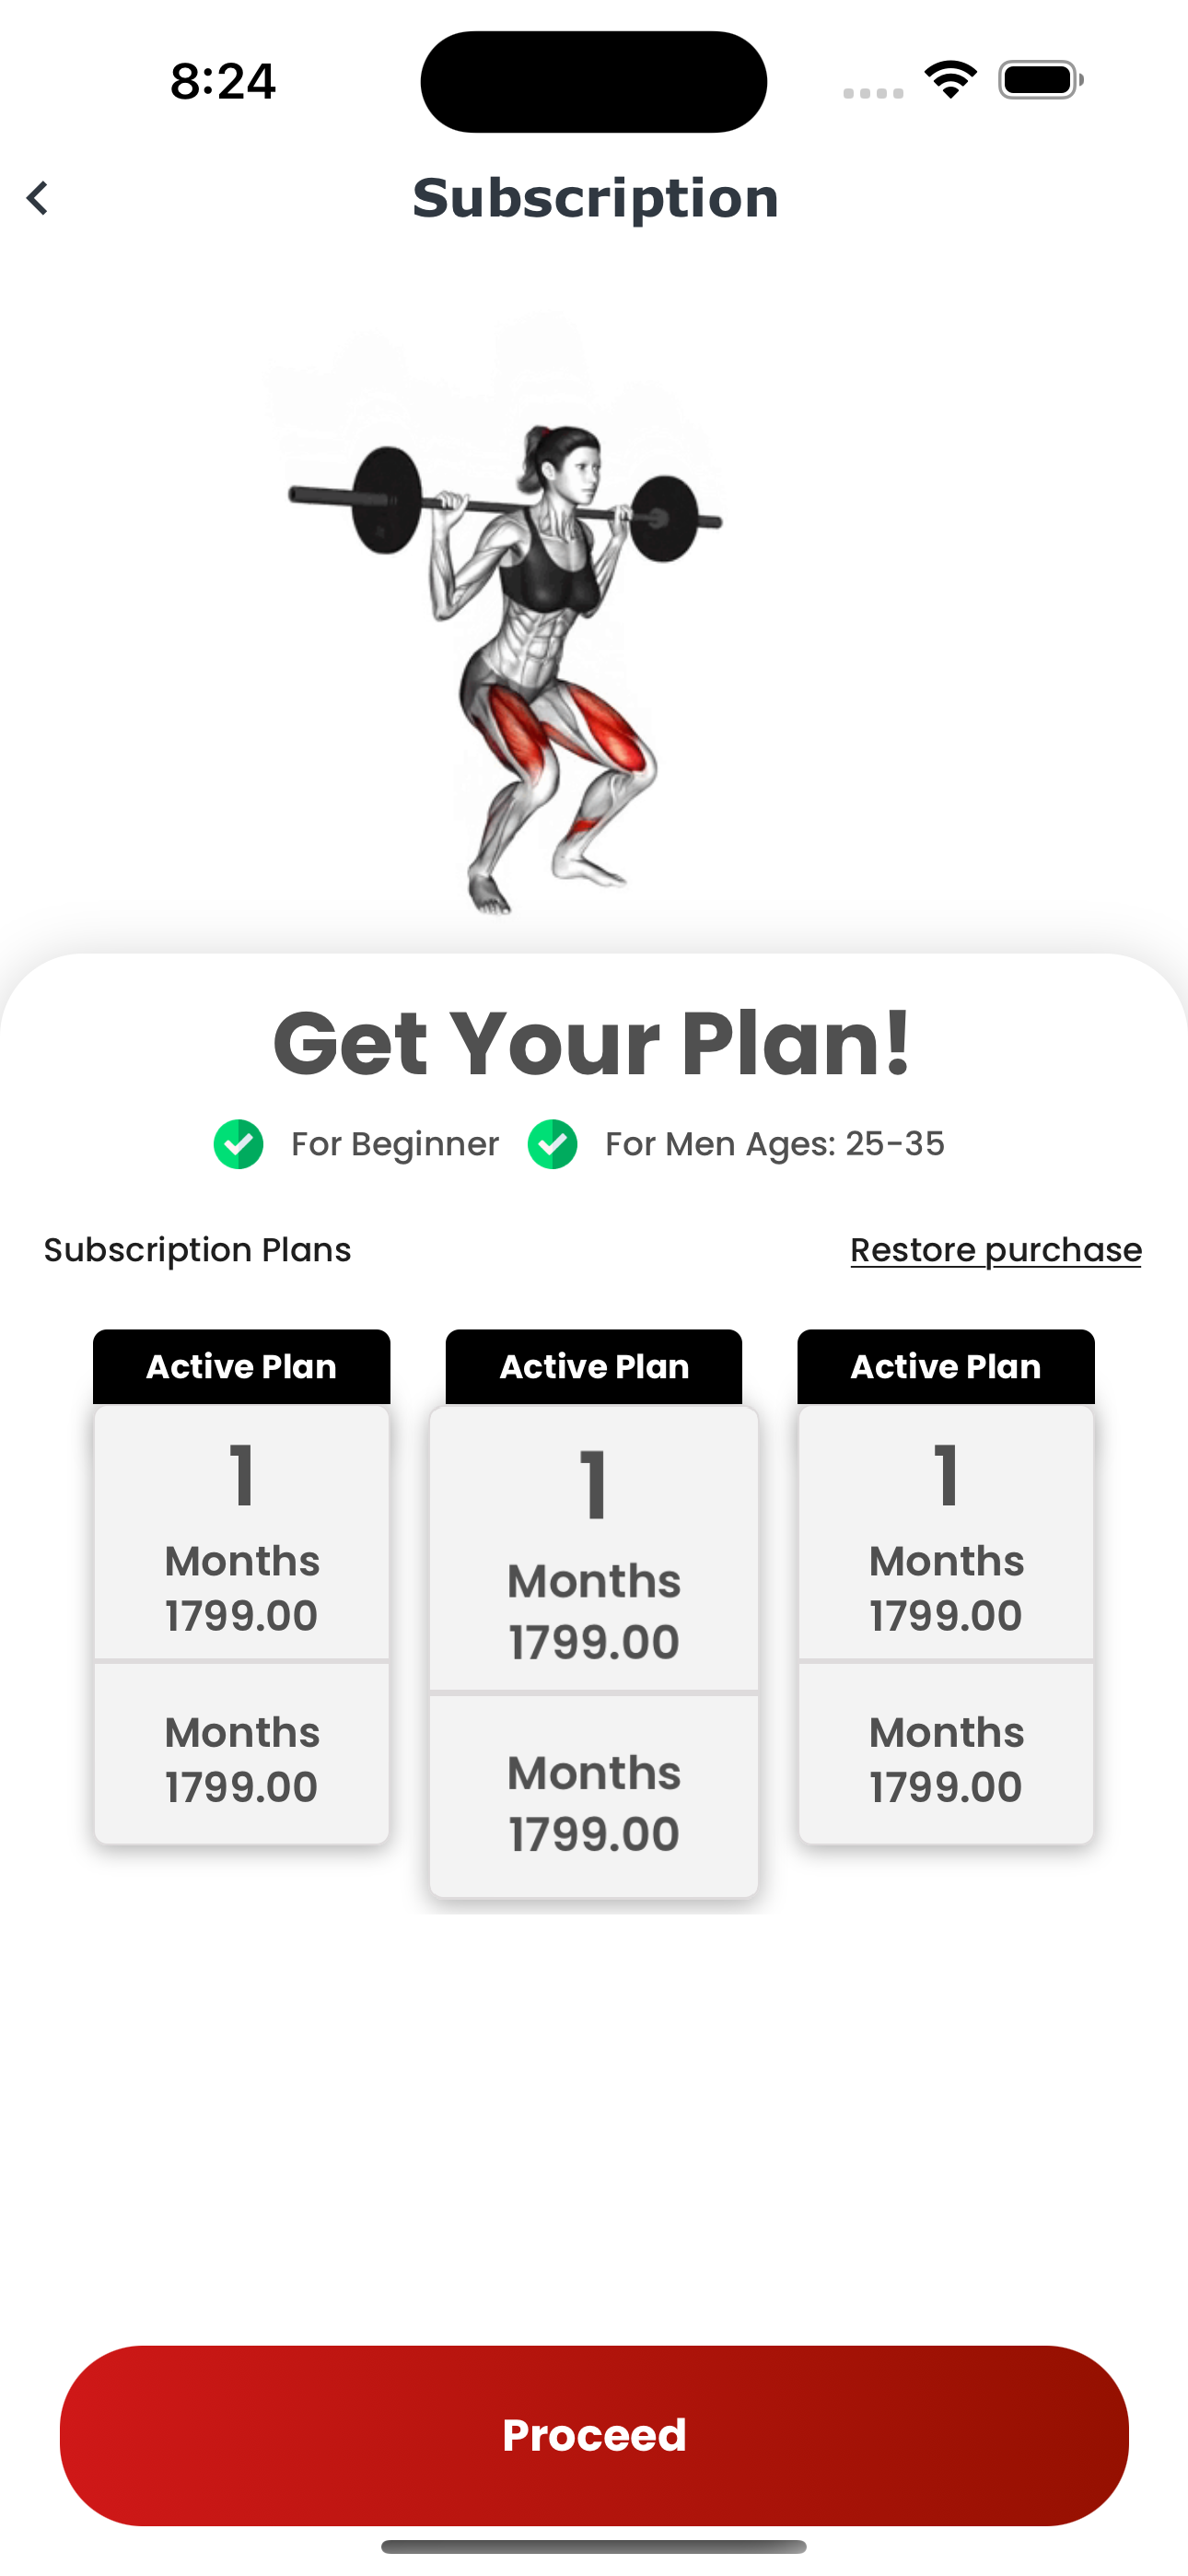 8:24
Subscription
Get Your Plan!
For Beginner For Men Ages: 25-35
Subscription Plans Restore purchase
Active Plan Active Plan Active Plan
1 1 1
Months Months Months
1799.00 1799.00 1799.00
Months Months Months
1799.00 1799.00 1799.00
Proceed